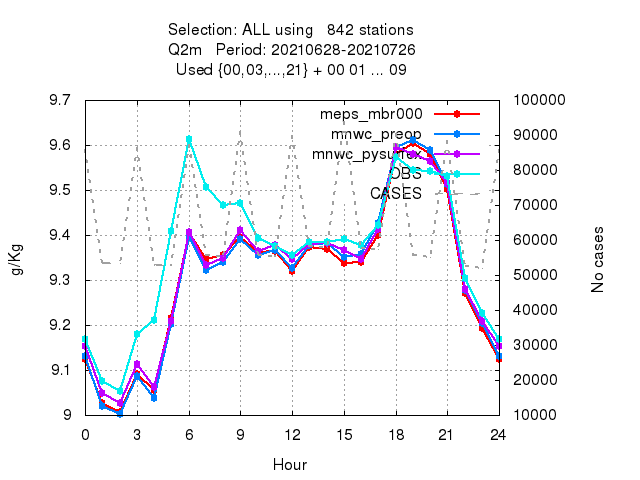 Selection: ALL using   842 stations
Q2m   Period: 20210628-20210726
Used {00,03,...,21} + 00 01 ... 09
9.7
9.6
9.5
9.4
9.3
9.2
9.1
9
100000
90000
80000
70000
60000
50000
40000
30000
20000
10000
meps_mbr000
mnwc_preop
OBS
CASES
g/Kg
No cases
0 3 6 9 12 15 18 21 24
Hour